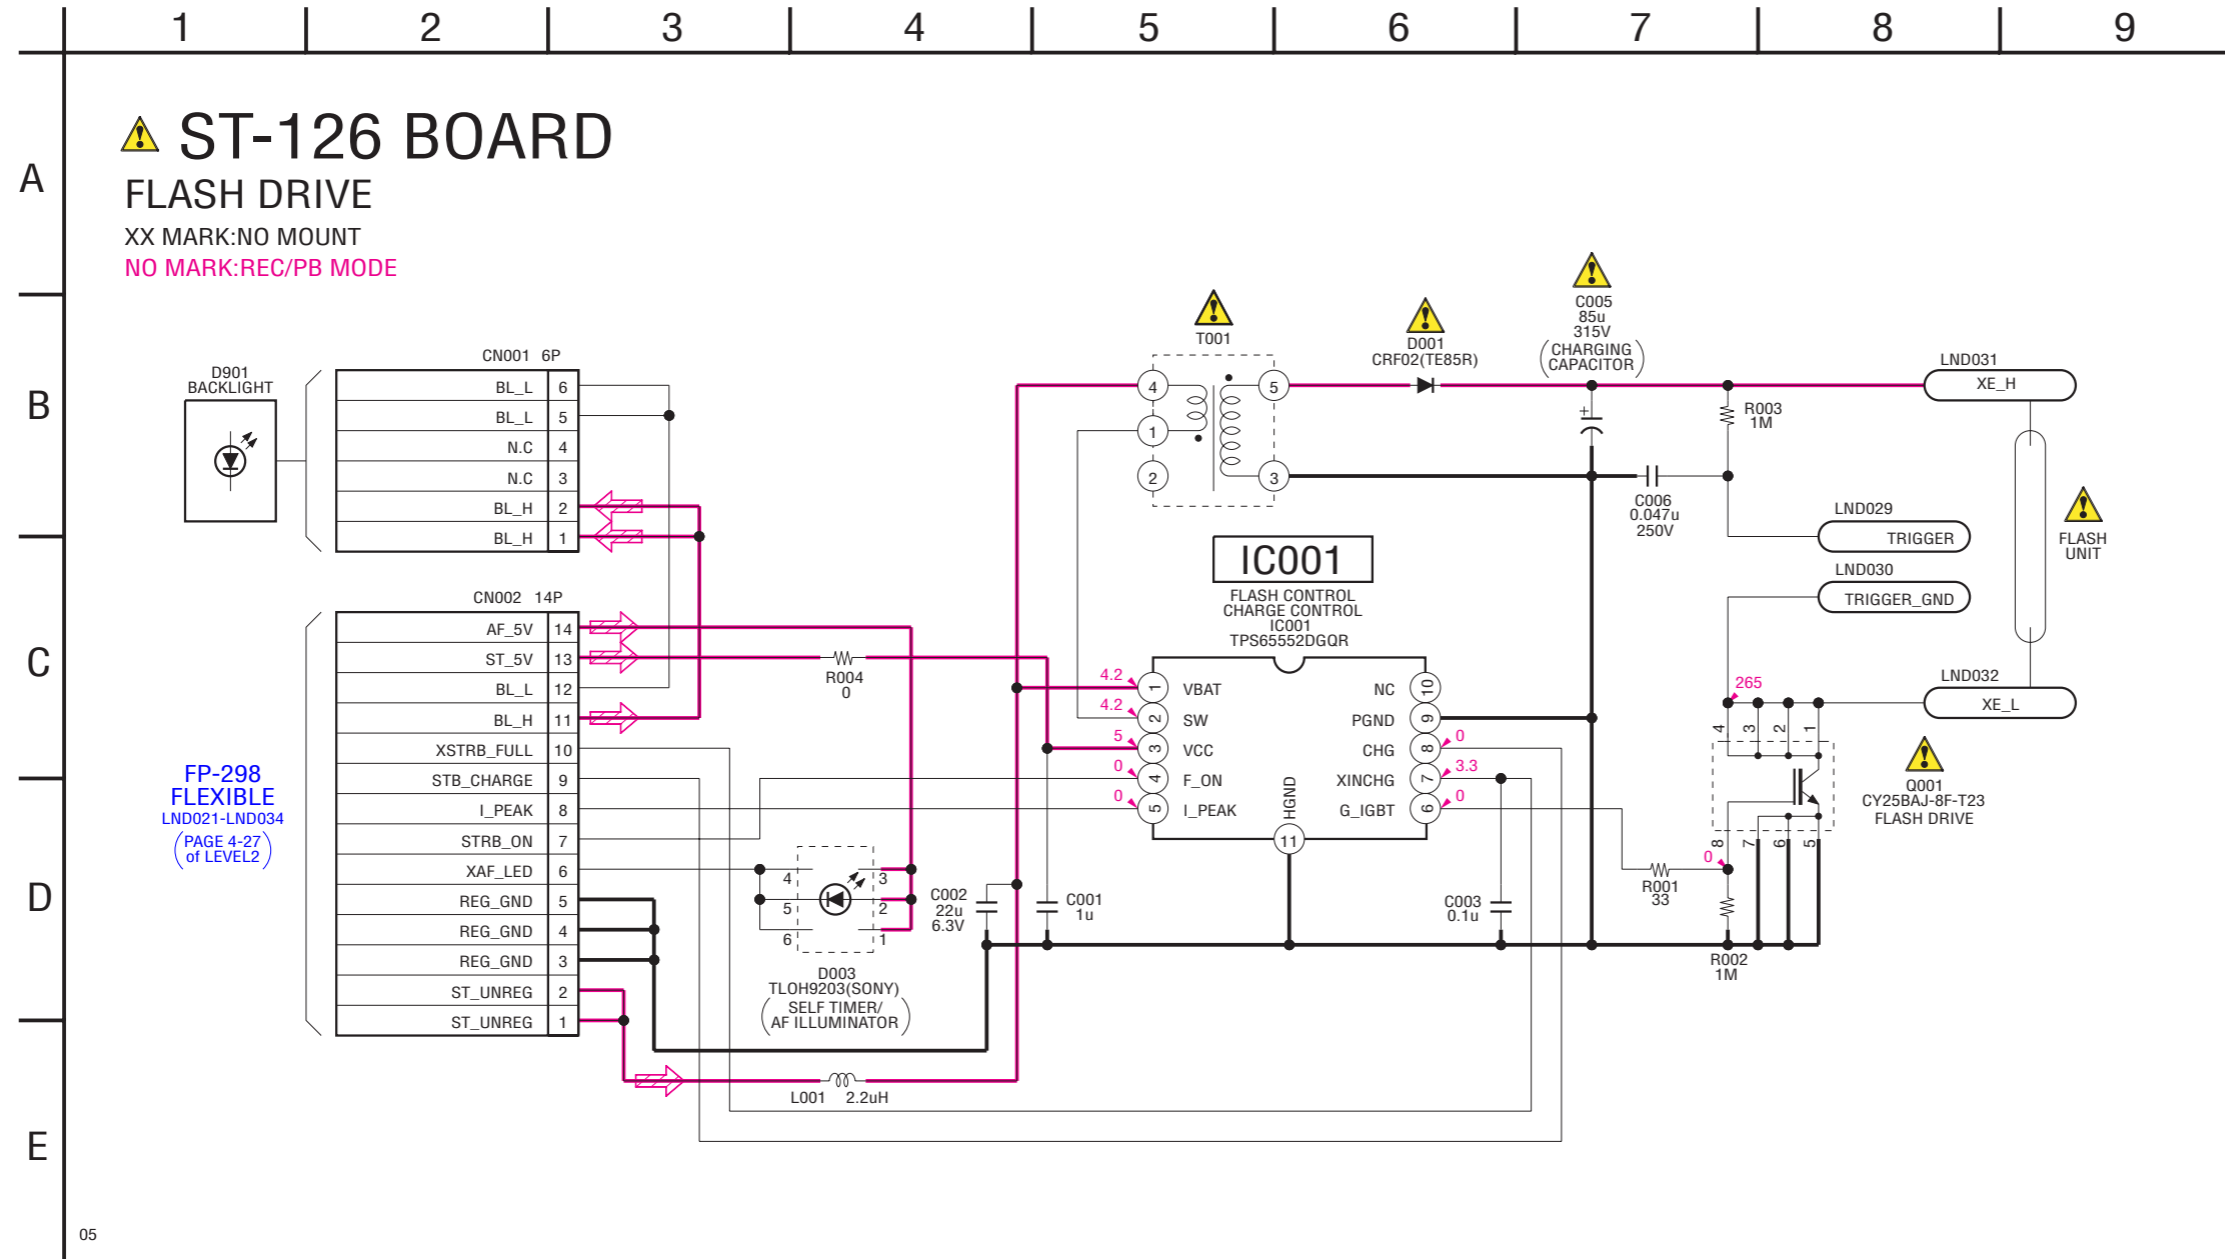 1 2 3 4 5 6 7 8 9
A
B
C
D
E
ST-126 BOARD
FLASH DRIVE
XX MARK:NO MOUNT
NO MARK:REC/PB MODE
D901
BACKLIGHT
CN001 6P
BL_L 6
BL_L 5
N.C 4
N.C 3
BL_H 2
BL_H 1
CN002 14P
AF_5V 14
ST_5V 13
BL_L 12
BL_H 11
XSTRB_FULL 10
STB_CHARGE 9
I_PEAK 8
STRB_ON 7
XAF_LED 6
REG_GND 5
REG_GND 4
REG_GND 3
ST_UNREG 2
ST_UNREG 1
FP-298
FLEXIBLE
LND021-LND034
(PAGE 4-27
of LEVEL2)
R004
0
4 3
5 2
6 1
D003
TLOH9203(SONY)
(SELF TIMER/
AF ILLUMINATOR)
L001 2.2uH
C002
22u
6.3V
C001
1u
T001
4 5
1
2 3
D001
CRF02(TE85R)
C005
85u
315V
(CHARGING
CAPACITOR)
+
R003
1M
C006
0.047u
250V
IC001
FLASH CONTROL
CHARGE CONTROL
IC001
TPS65552DGQR
4.2 1 VBAT
4.2 2 SW
5 3 VCC
0 4 F_ON
0 5 I_PEAK
NC 10
PGND 9
CHG 8 0
XINCHG 7 3.3
G_IGBT 6 0
HGND
11
C003
0.1u
R001
33
R002
1M
LND031
XE_H
LND029
TRIGGER
LND030
TRIGGER_GND
FLASH
UNIT
LND032
XE_L
265
4 3 2 1
8 7 6 5
0
Q001
CY25BAJ-8F-T23
FLASH DRIVE
05